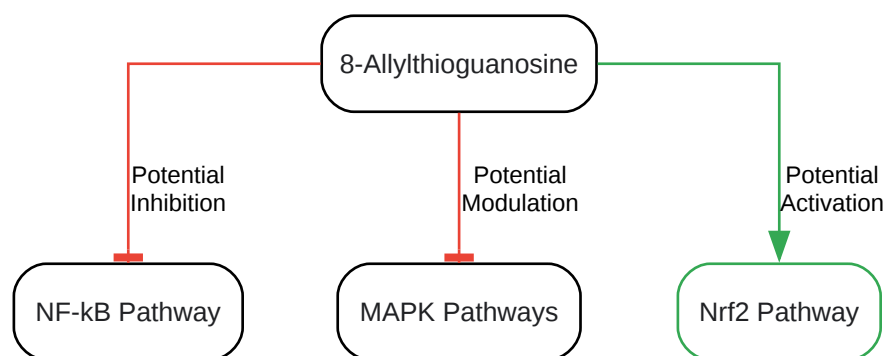 8-Allylthioguanosine
Potential
Inhibition
Potential
Modulation
Potential
Activation
NF-kB Pathway
MAPK Pathways
Nrf2 Pathway